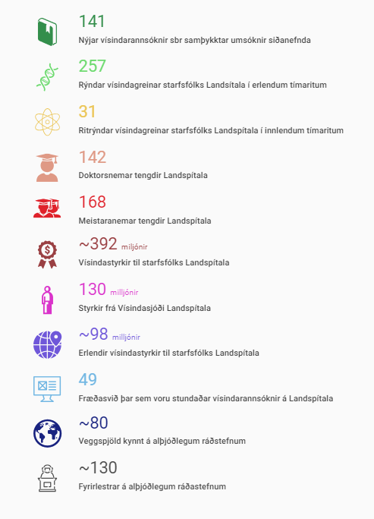 141
Nýjar vísindarannsóknir sbr samþykktar umsóknir siðanefnda
257
Rýndar vísindagreinar starfsfólks Landsítala í erlendum tímaritum
31
Ritrýndar vísindagreinar starfsfólks Landspítala í innlendum tímaritum
142
Doktorsnemar tengdir Landspítala
168
Meistaranemar tengdir Landspítala
~392 milljónir
Vísindastyrkir til starfsfólks Landspítala
130 milljónir
Styrkir frá Vísindasjóði Landspítala
~98 milljónir
Erlendir vísindastyrkir til starfsfólks Landspítala
49
Fræðasvið þar sem voru stundaðar vísindarannsóknir á Landspítala
~80
Veggspjöld kynnt á alþjóðlegum ráðstefnum
~130
Fyrirlestrar á alþjóðlegum ráðastefnum